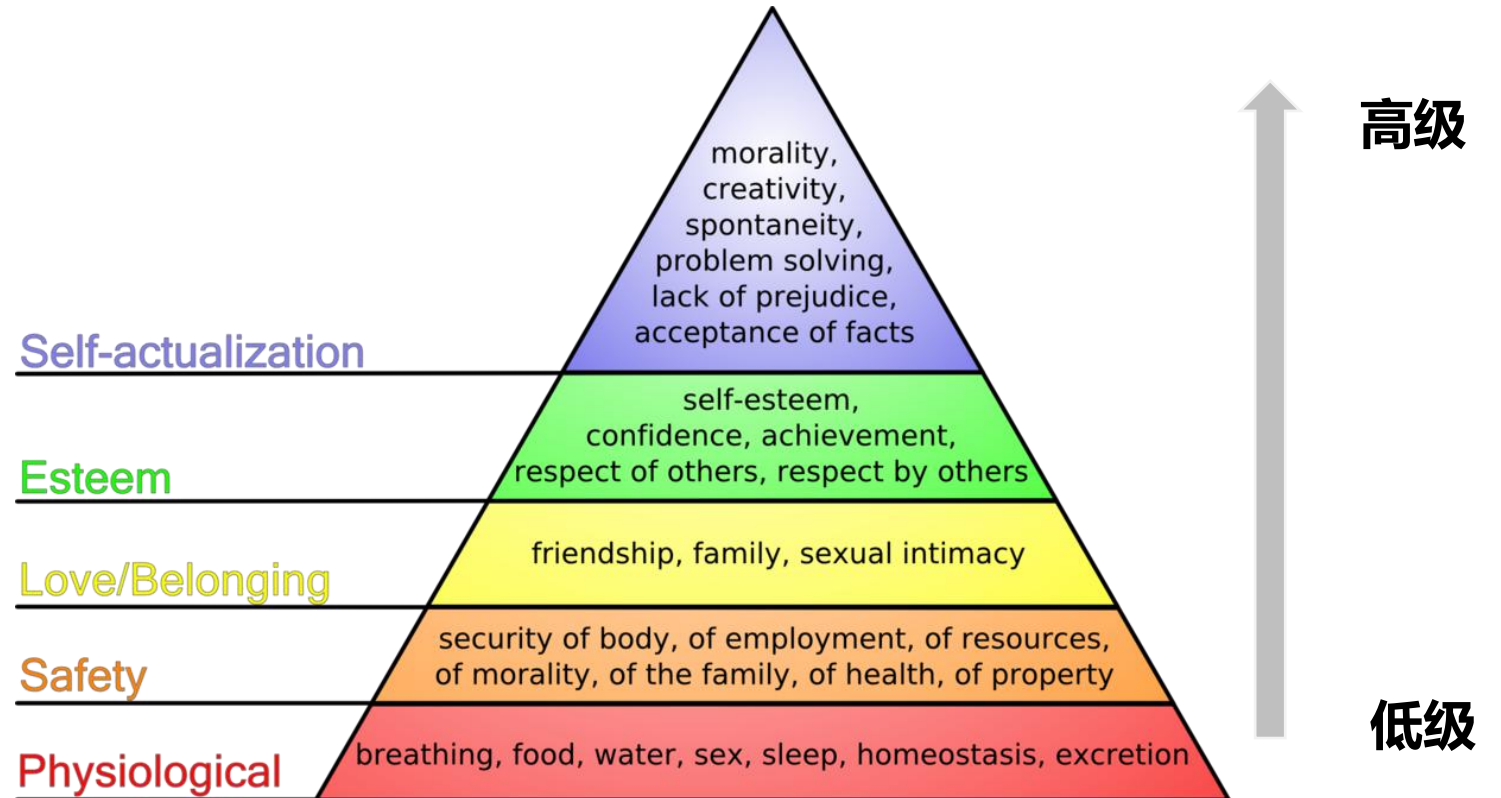 高级
morality,
creativity,
spontaneity,
problem solving,
lack of prejudice,
acceptance of facts
Self-actualization
self-esteem,
confidence, achievement,
respect of others, respect by others
Esteem
friendship, family, sexual intimacy
Love/Belonging
security of body, of employment, of resources,
of morality, of the family, of health, of property
Safety
低级
breathing, food, water, sex, sleep, homeostasis, excretion
Physiological